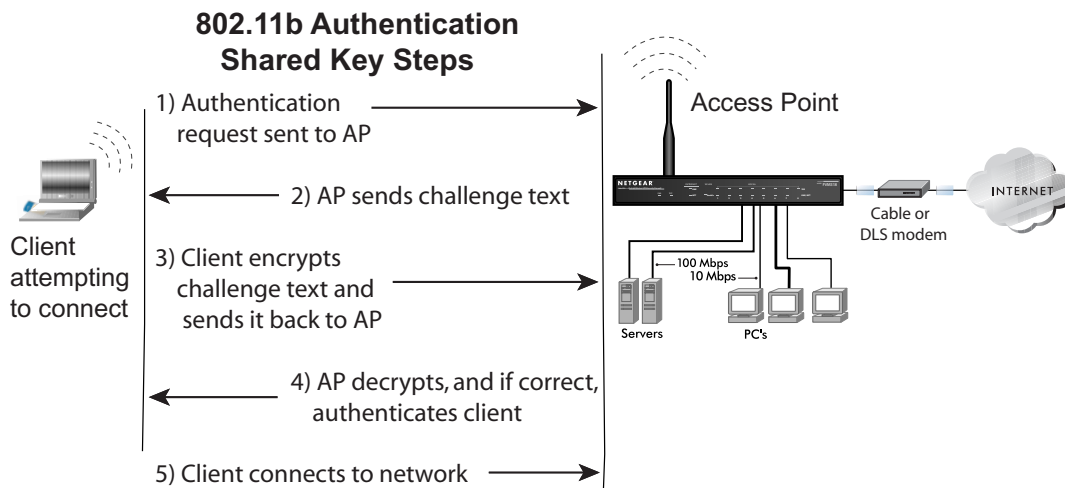 802.11b Authentication
Shared Key Steps
1) Authentication
request sent to AP
Access Point
2) AP sends challenge text
NETGEAR
INTERNET
Cable or
DLS modem
Client
attempting
to connect
3) Client encrypts
challenge text and
sends it back to AP
100 Mbps
10 Mbps
Servers
PC's
4) AP decrypts, and if correct,
authenticates client
5) Client connects to network